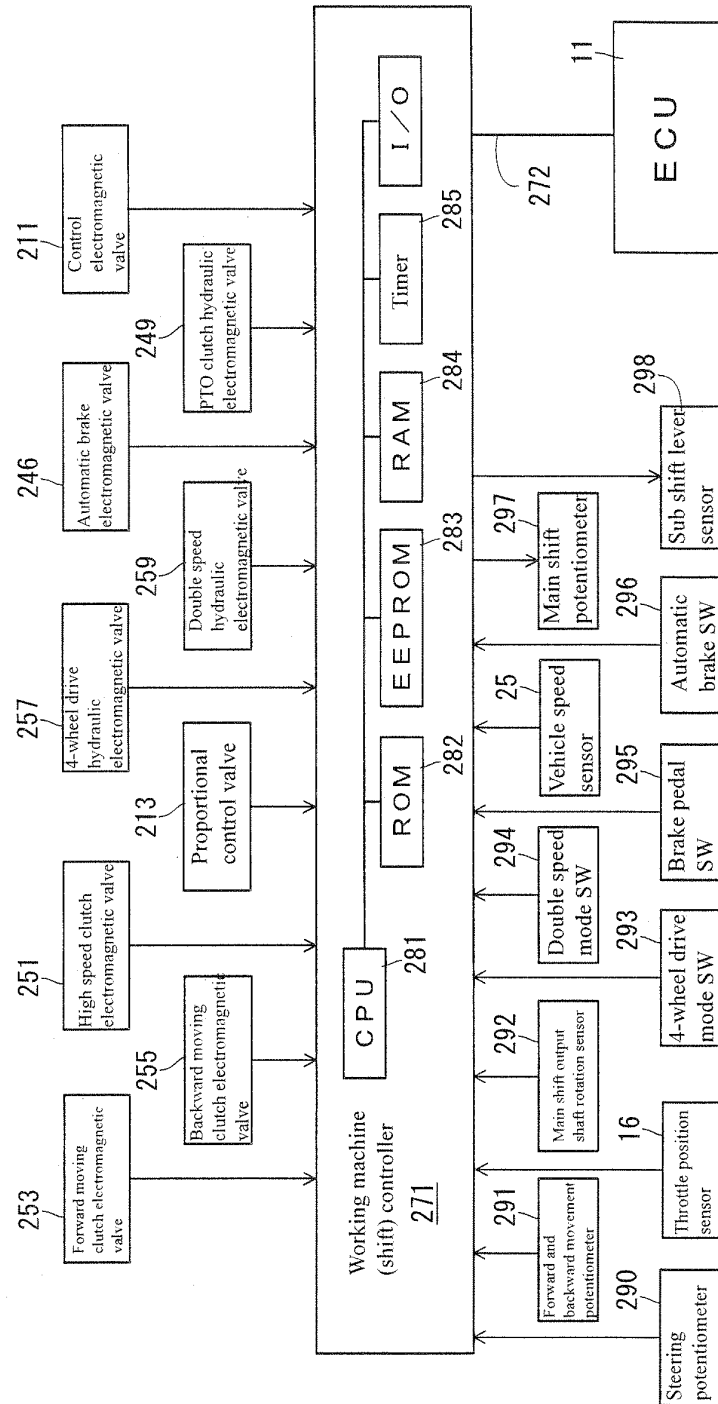 253
Forward moving
clutch electromagnetic
valve
251
High speed clutch
electromagnetic valve
257
4-wheel drive
hydraulic
electromagnetic valve
246
Automatic brake
electromagnetic valve
211
Control
electromagnetic
valve
255
Backward moving
clutch electromagnetic
valve
213
Proportional
control valve
259
Double speed
hydraulic
electromagnetic valve
249
PTO clutch hydraulic
electromagnetic valve
Working machine
(shift) controller
271
CPU
281
ROM
282
EEPROM
283
RAM
284
Timer
285
I/O
272
11
ECU
291
Forward and
backward movement
potentiometer
292
Main shift output
shaft rotation sensor
294
Double speed
mode SW
25
Vehicle speed
sensor
297
Main shift
potentiometer
290
Steering
potentiometer
16
Throttle position
sensor
293
4-wheel drive
mode SW
295
Brake pedal
SW
296
Automatic
brake SW
298
Sub shift lever
sensor